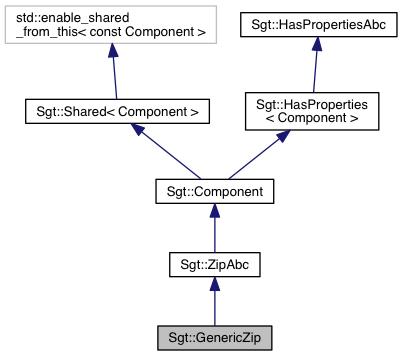 std::enable_shared
_from_this< const Component >
Sgt::HasPropertiesAbc
Sgt::Shared< Component >
Sgt::HasProperties
< Component >
Sgt::Component
Sgt::ZipAbc
Sgt::GenericZip